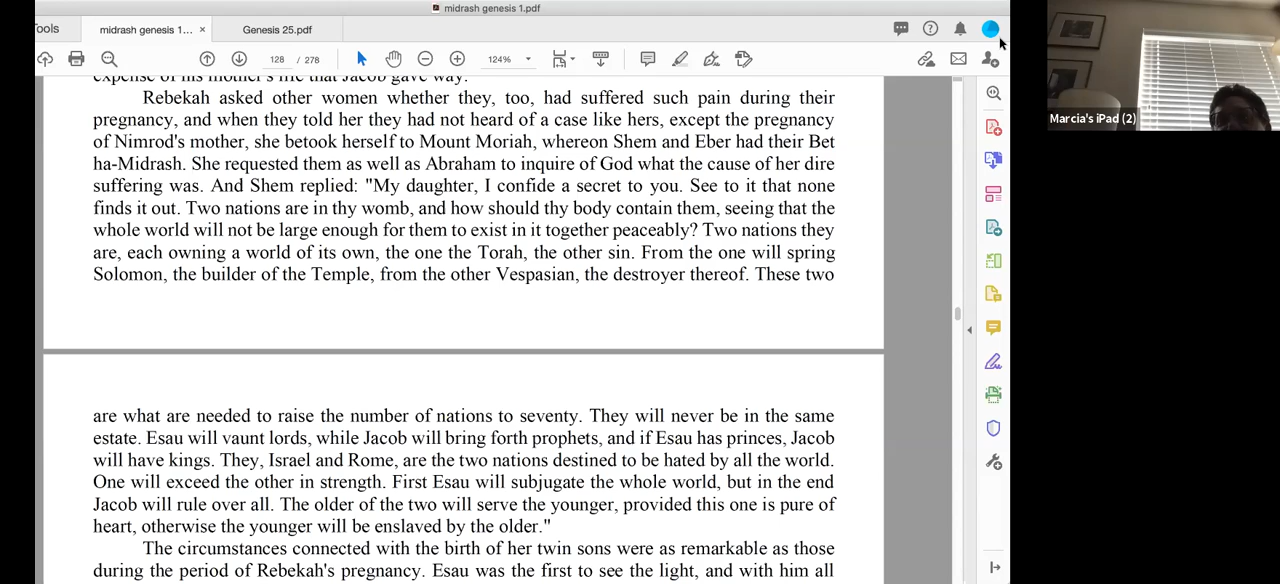 midrash genesis 1.pdf
ools
midrash genesis 1... ×
Genesis 25.pdf
128 / 278
124%
expense of his mother's life that Jacob gave way.
Rebekah asked other women whether they, too, had suffered such pain during their
pregnancy, and when they told her they had not heard of a case like hers, except the pregnancy
of Nimrod's mother, she betook herself to Mount Moriah, whereon Shem and Eber had their Bet
ha-Midrash. She requested them as well as Abraham to inquire of God what the cause of her dire
suffering was. And Shem replied: "My daughter, I confide a secret to you. See to it that none
finds it out. Two nations are in thy womb, and how should thy body contain them, seeing that the
whole world will not be large enough for them to exist in it together peaceably? Two nations they
are, each owning a world of its own, the one the Torah, the other sin. From the one will spring
Solomon, the builder of the Temple, from the other Vespasian, the destroyer thereof. These two
are what are needed to raise the number of nations to seventy. They will never be in the same
estate. Esau will vaunt lords, while Jacob will bring forth prophets, and if Esau has princes, Jacob
will have kings. They, Israel and Rome, are the two nations destined to be hated by all the world.
One will exceed the other in strength. First Esau will subjugate the whole world, but in the end
Jacob will rule over all. The older of the two will serve the younger, provided this one is pure of
heart, otherwise the younger will be enslaved by the older."
The circumstances connected with the birth of her twin sons were as remarkable as those
during the period of Rebekah's pregnancy. Esau was the first to see the light, and with him all
Marcia's iPad (2)